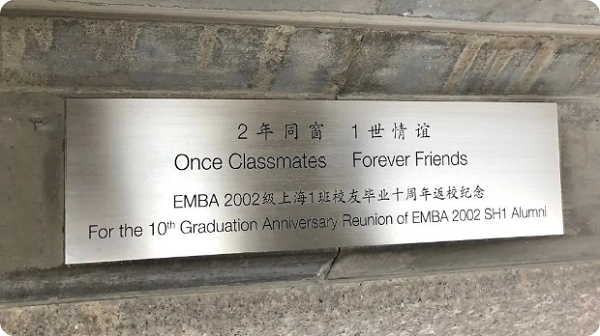 2年同窗 1世情谊
Once Classmates Forever Friends
EMBA 2002级上海1班校友毕业十周年返校纪念
For the 10th Graduation Anniversary Reunion of EMBA 2002 SH1 Alumni